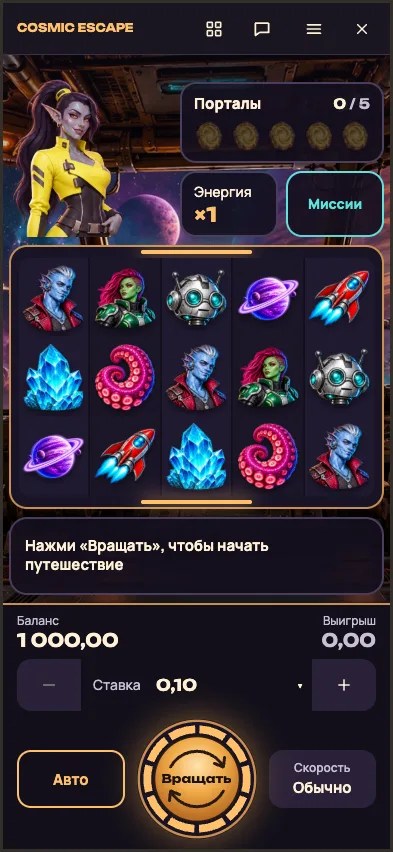 COSMIC ESCAPE
Порталы 0 / 5
Энергия
×1
Миссии
Нажми «Вращать», чтобы начать
путешествие
Баланс
1 000,00
Выигрыш
0,00
− Ставка 0,10 +
Авто
Вращать
Скорость
Обычно